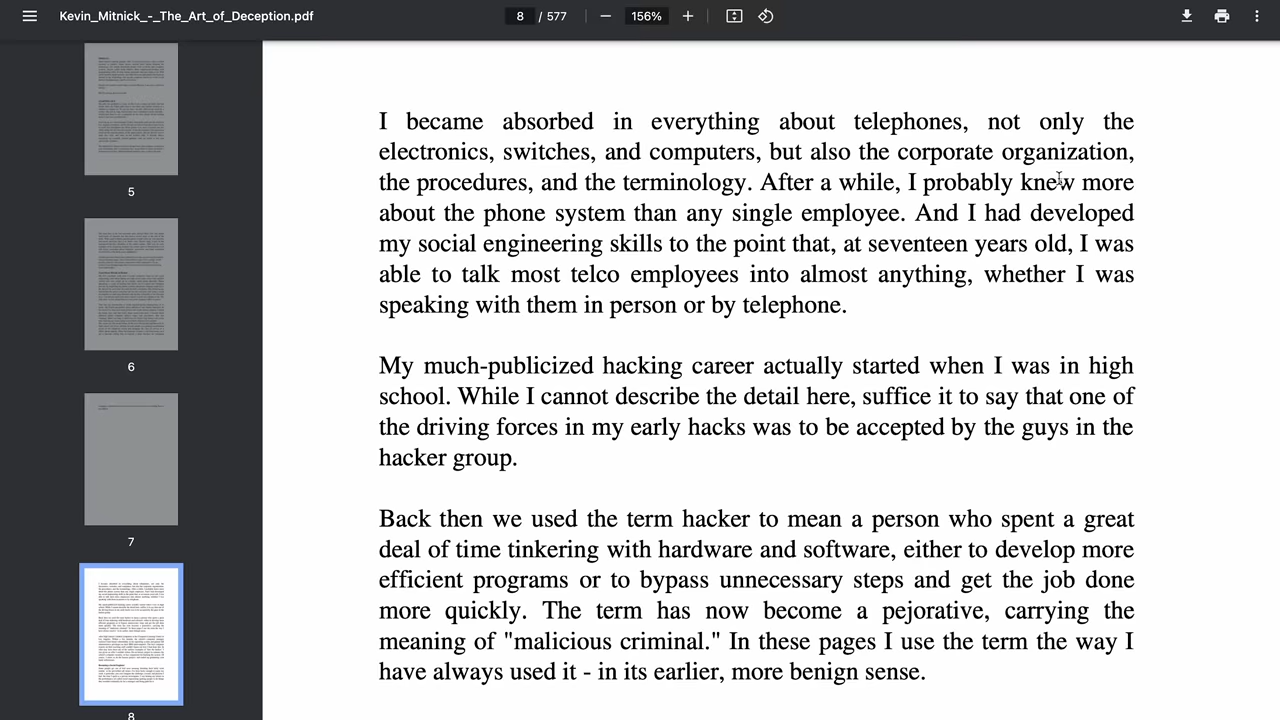 Kevin_Mitnick_-_The_Art_of_Deception.pdf
8 / 577
156%
5
6
7
8
I became absorbed in everything about telephones, not only the
electronics, switches, and computers, but also the corporate organization,
the procedures, and the terminology. After a while, I probably knew more
about the phone system than any single employee. And I had developed
my social engineering skills to the point that, at seventeen years old, I was
able to talk most telco employees into almost anything, whether I was
speaking with them in person or by telephone.
My much-publicized hacking career actually started when I was in high
school. While I cannot describe the detail here, suffice it to say that one of
the driving forces in my early hacks was to be accepted by the guys in the
hacker group.
Back then we used the term hacker to mean a person who spent a great
deal of time tinkering with hardware and software, either to develop more
efficient programs or to bypass unnecessary steps and get the job done
more quickly. The term has now become a pejorative, carrying the
meaning of "malicious criminal." In these pages I use the term the way I
have always used it - in its earlier, more benign sense.